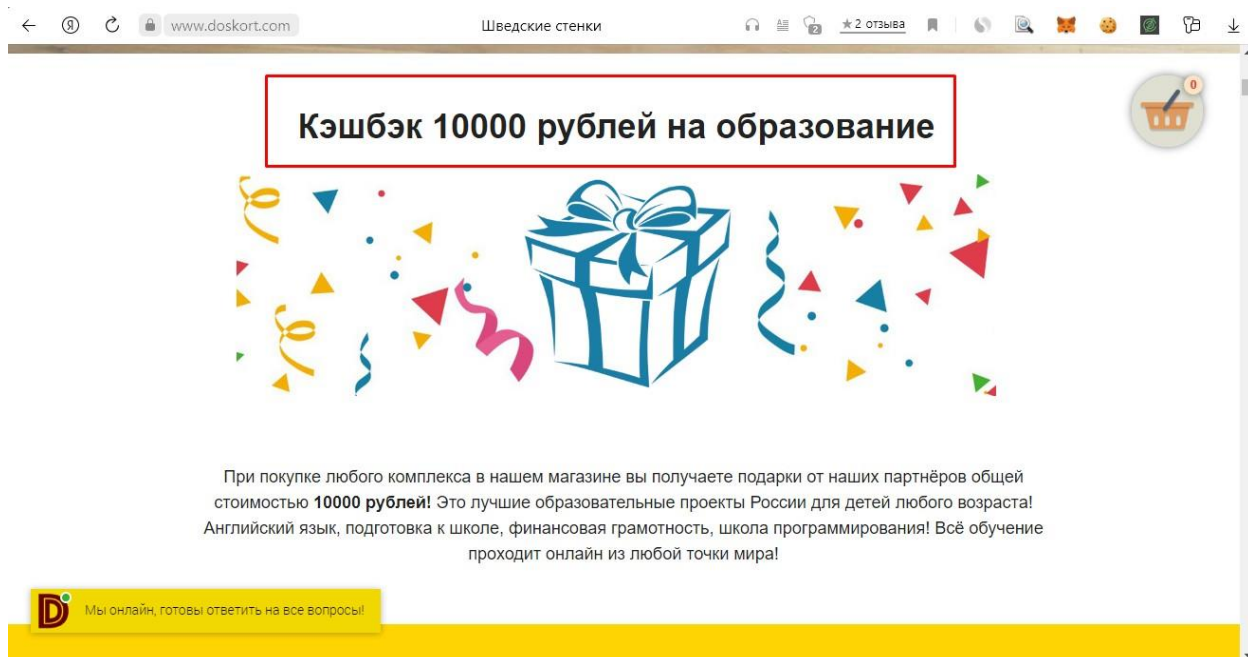 www.doskort.com
Шведские стенки
2
★ 2 отзыва
0
Кэшбэк 10000 рублей на образование
При покупке любого комплекса в нашем магазине вы получаете подарки от наших партнёров общей
стоимостью 10000 рублей! Это лучшие образовательные проекты России для детей любого возраста!
Английский язык, подготовка к школе, финансовая грамотность, школа программирования! Всё обучение
проходит онлайн из любой точки мира!
D Мы онлайн, готовы ответить на все вопросы!